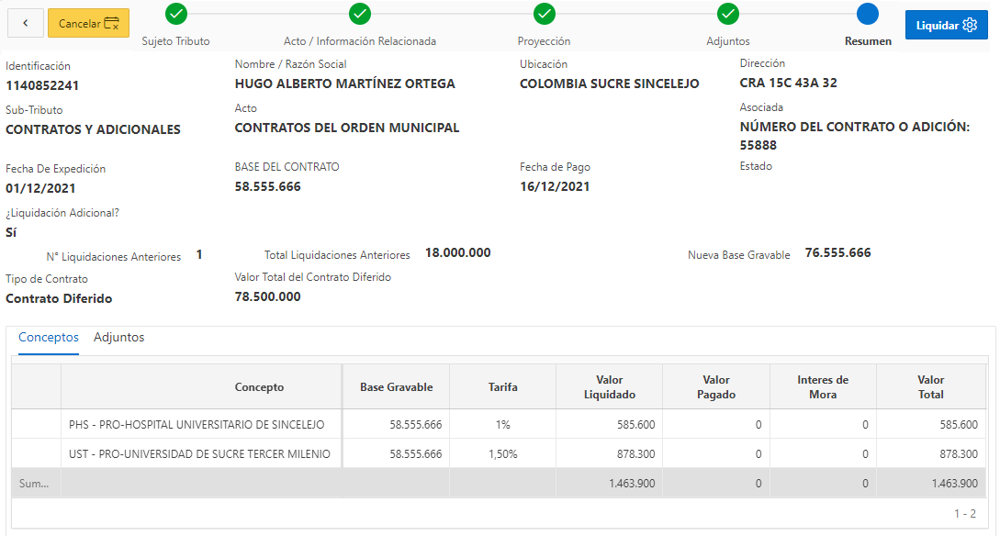 Cancelar
Sujeto Tributo
Acto / Información Relacionada
Proyección
Adjuntos
Resumen
Liquidar
Identificación
1140852241
Nombre / Razón Social
HUGO ALBERTO MARTÍNEZ ORTEGA
Ubicación
COLOMBIA SUCRE SINCELEJO
Dirección
CRA 15C 43A 32
Sub-Tributo
CONTRATOS Y ADICIONALES
Acto
CONTRATOS DEL ORDEN MUNICIPAL
Asociada
NÚMERO DEL CONTRATO O ADICIÓN:
55888
Fecha De Expedición
01/12/2021
BASE DEL CONTRATO
58.555.666
Fecha de Pago
16/12/2021
Estado
¿Liquidación Adicional?
Sí
N° Liquidaciones Anteriores 1
Total Liquidaciones Anteriores 18.000.000
Nueva Base Gravable 76.555.666
Tipo de Contrato
Contrato Diferido
Valor Total del Contrato Diferido
78.500.000
Conceptos Adjuntos
Concepto Base Gravable Tarifa Valor Liquidado Valor Pagado Interes de Mora Valor Total
PHS - PRO-HOSPITAL UNIVERSITARIO DE SINCELEJO 58.555.666 1% 585.600 0 0 585.600
UST - PRO-UNIVERSIDAD DE SUCRE TERCER MILENIO 58.555.666 1,50% 878.300 0 0 878.300
Sum... 1.463.900 0 0 1.463.900
1 - 2